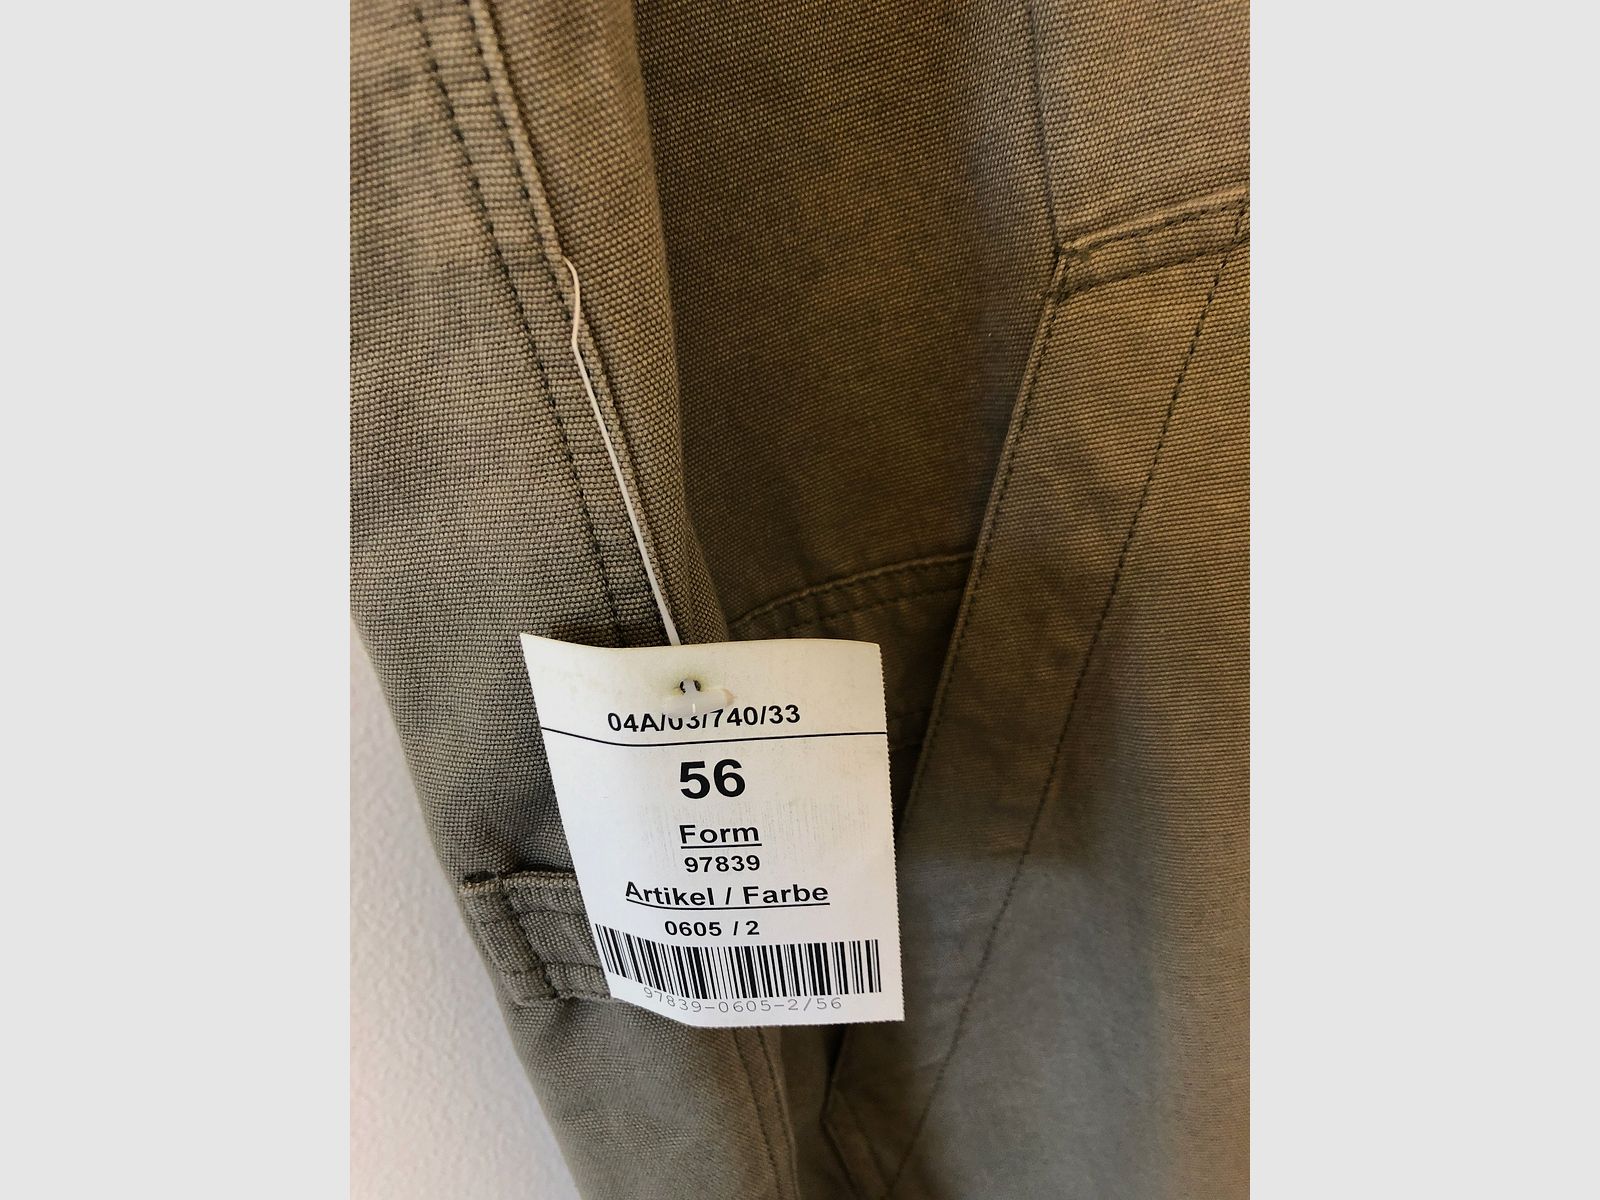 04A/03/740/33
56
Form
97839
Artikel / Farbe
0605 / 2
97839-0605-2/56